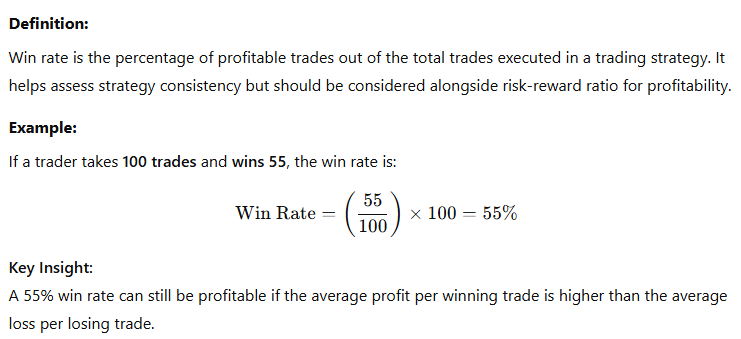 Definition:
Win rate is the percentage of profitable trades out of the total trades executed in a trading strategy. It
helps assess strategy consistency but should be considered alongside risk-reward ratio for profitability.
Example:
If a trader takes 100 trades and wins 55, the win rate is:
Win Rate = (55/100) × 100 = 55%
Key Insight:
A 55% win rate can still be profitable if the average profit per winning trade is higher than the average
loss per losing trade.